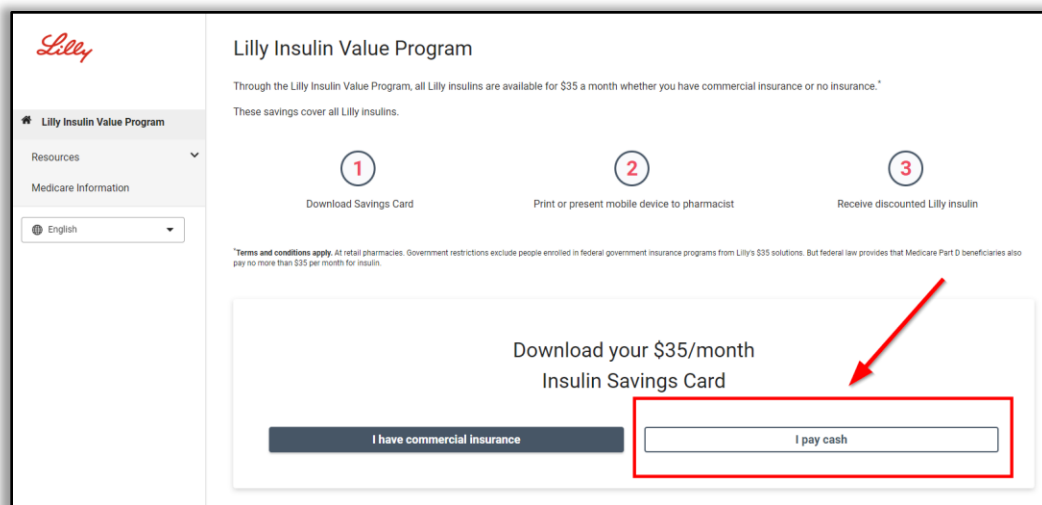 Lilly
Lilly Insulin Value Program
Resources
Medicare Information
English
Lilly Insulin Value Program
Through the Lilly Insulin Value Program, all Lilly insulins are available for $35 a month whether you have commercial insurance or no insurance.*
These savings cover all Lilly insulins.
1
Download Savings Card
2
Print or present mobile device to pharmacist
3
Receive discounted Lilly insulin
*Terms and conditions apply. At retail pharmacies. Government restrictions exclude people enrolled in federal government insurance programs from Lilly's $35 solutions. But federal law provides that Medicare Part D beneficiaries also
pay no more than $35 per month for insulin.
Download your $35/month
Insulin Savings Card
I have commercial insurance
I pay cash